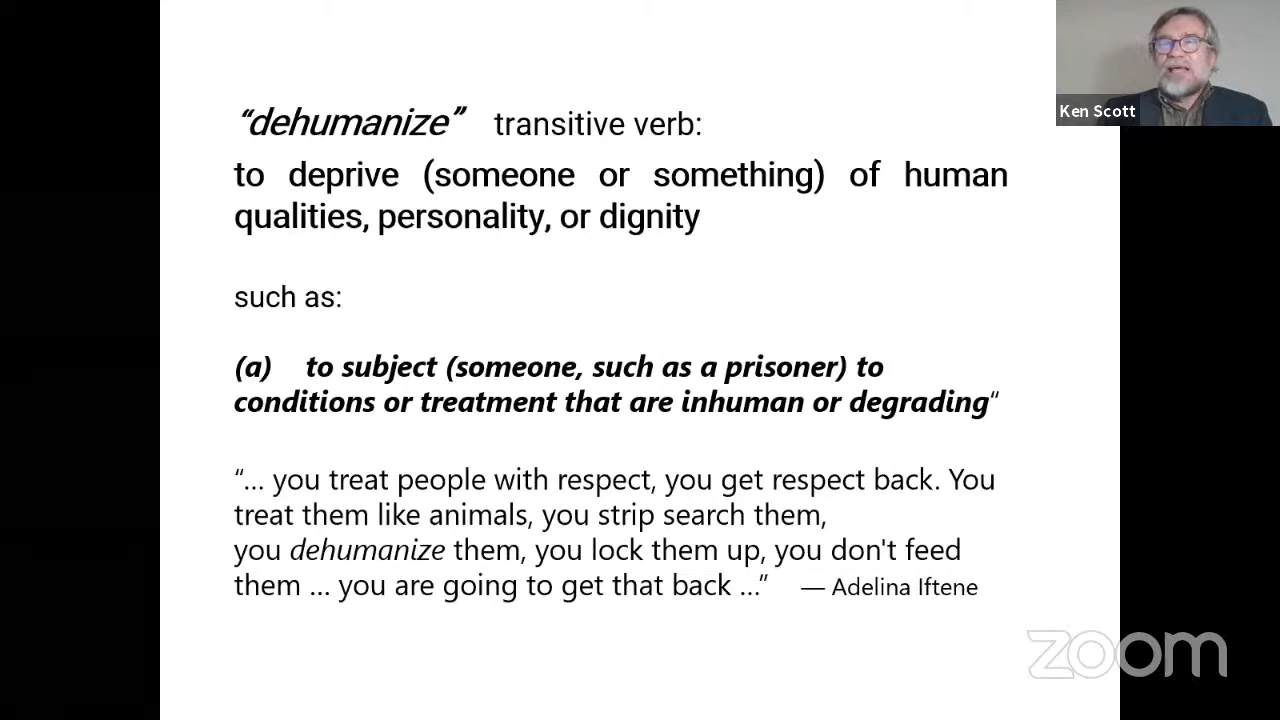 “dehumanize” transitive verb:
to deprive (someone or something) of human
qualities, personality, or dignity
such as:
(a) to subject (someone, such as a prisoner) to
conditions or treatment that are inhuman or degrading“
“... you treat people with respect, you get respect back. You
treat them like animals, you strip search them,
you dehumanize them, you lock them up, you don't feed
them ... you are going to get that back ...” — Adelina Iftene
Ken Scott
zoom